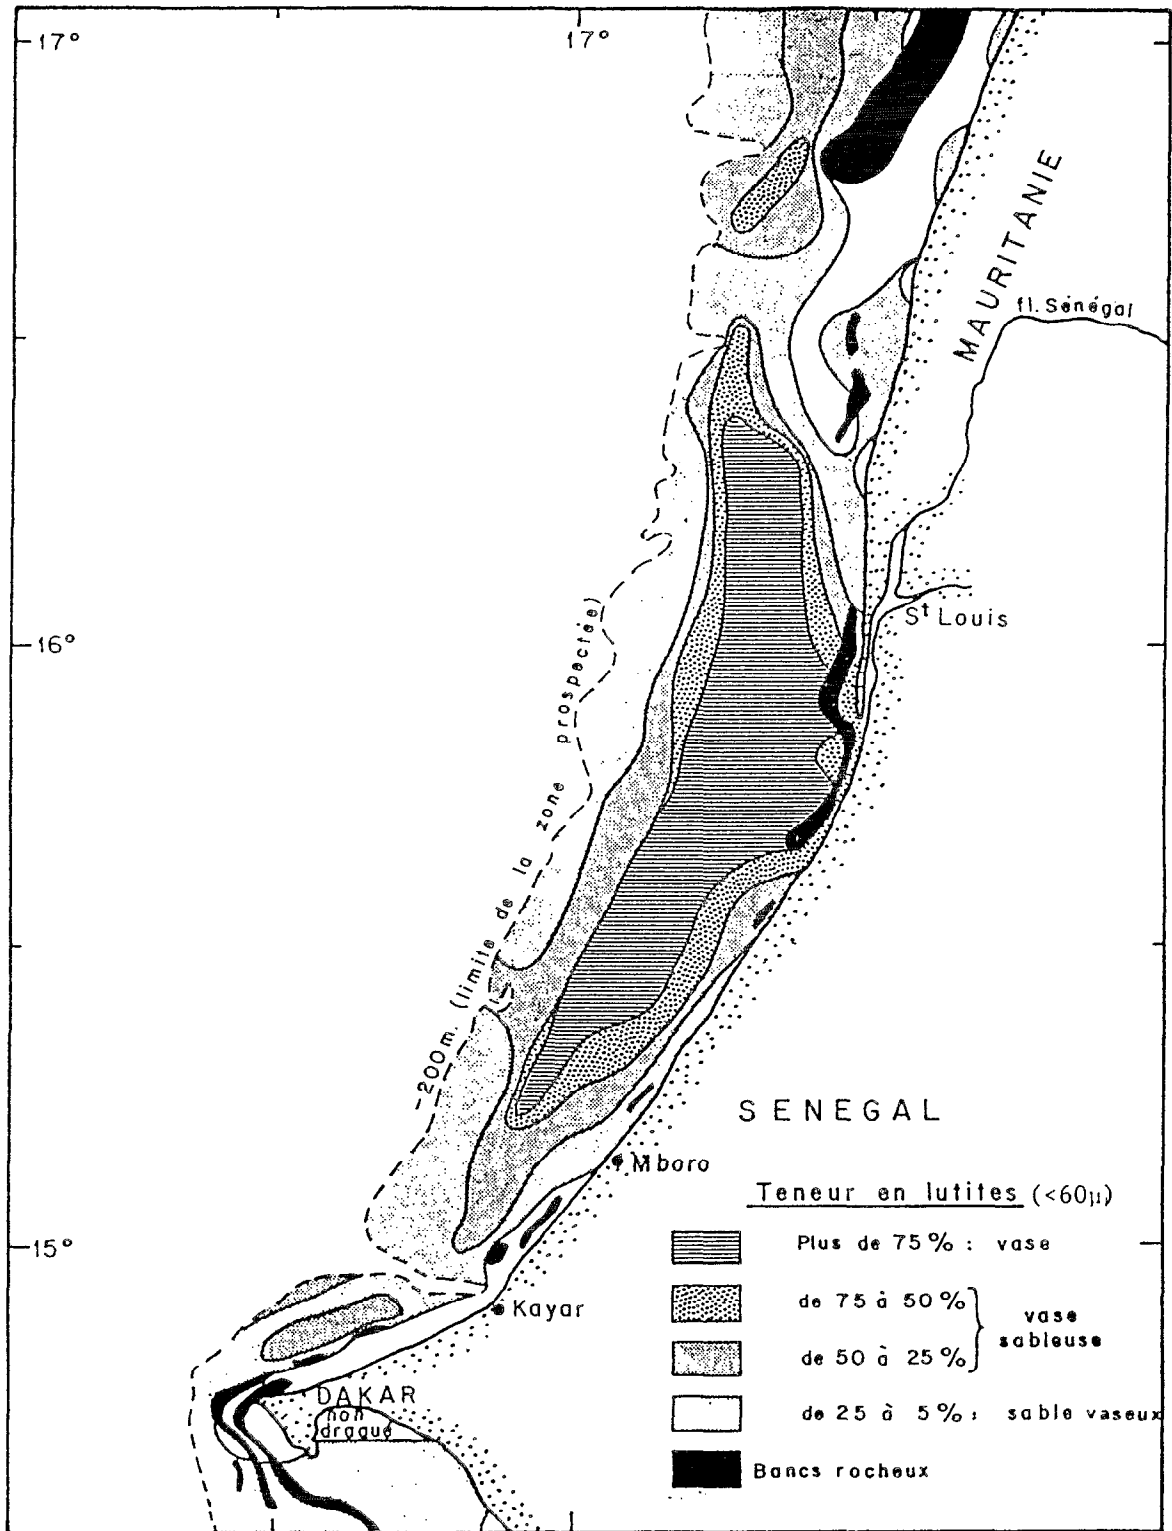 17°
17°
MAURITANIE
fl. Sénégal
16°
St Louis
-200m. (limite de la zone prospectée)
SENEGAL
Mboro
Teneur en lutites (<60µ)
Plus de 75% : vase
15°
de 75 à 50%
Kayar
vase
sableuse
de 50 à 25%
DAKAR
non
dragué
de 25 à 5% : sable vaseux
Bancs rocheux